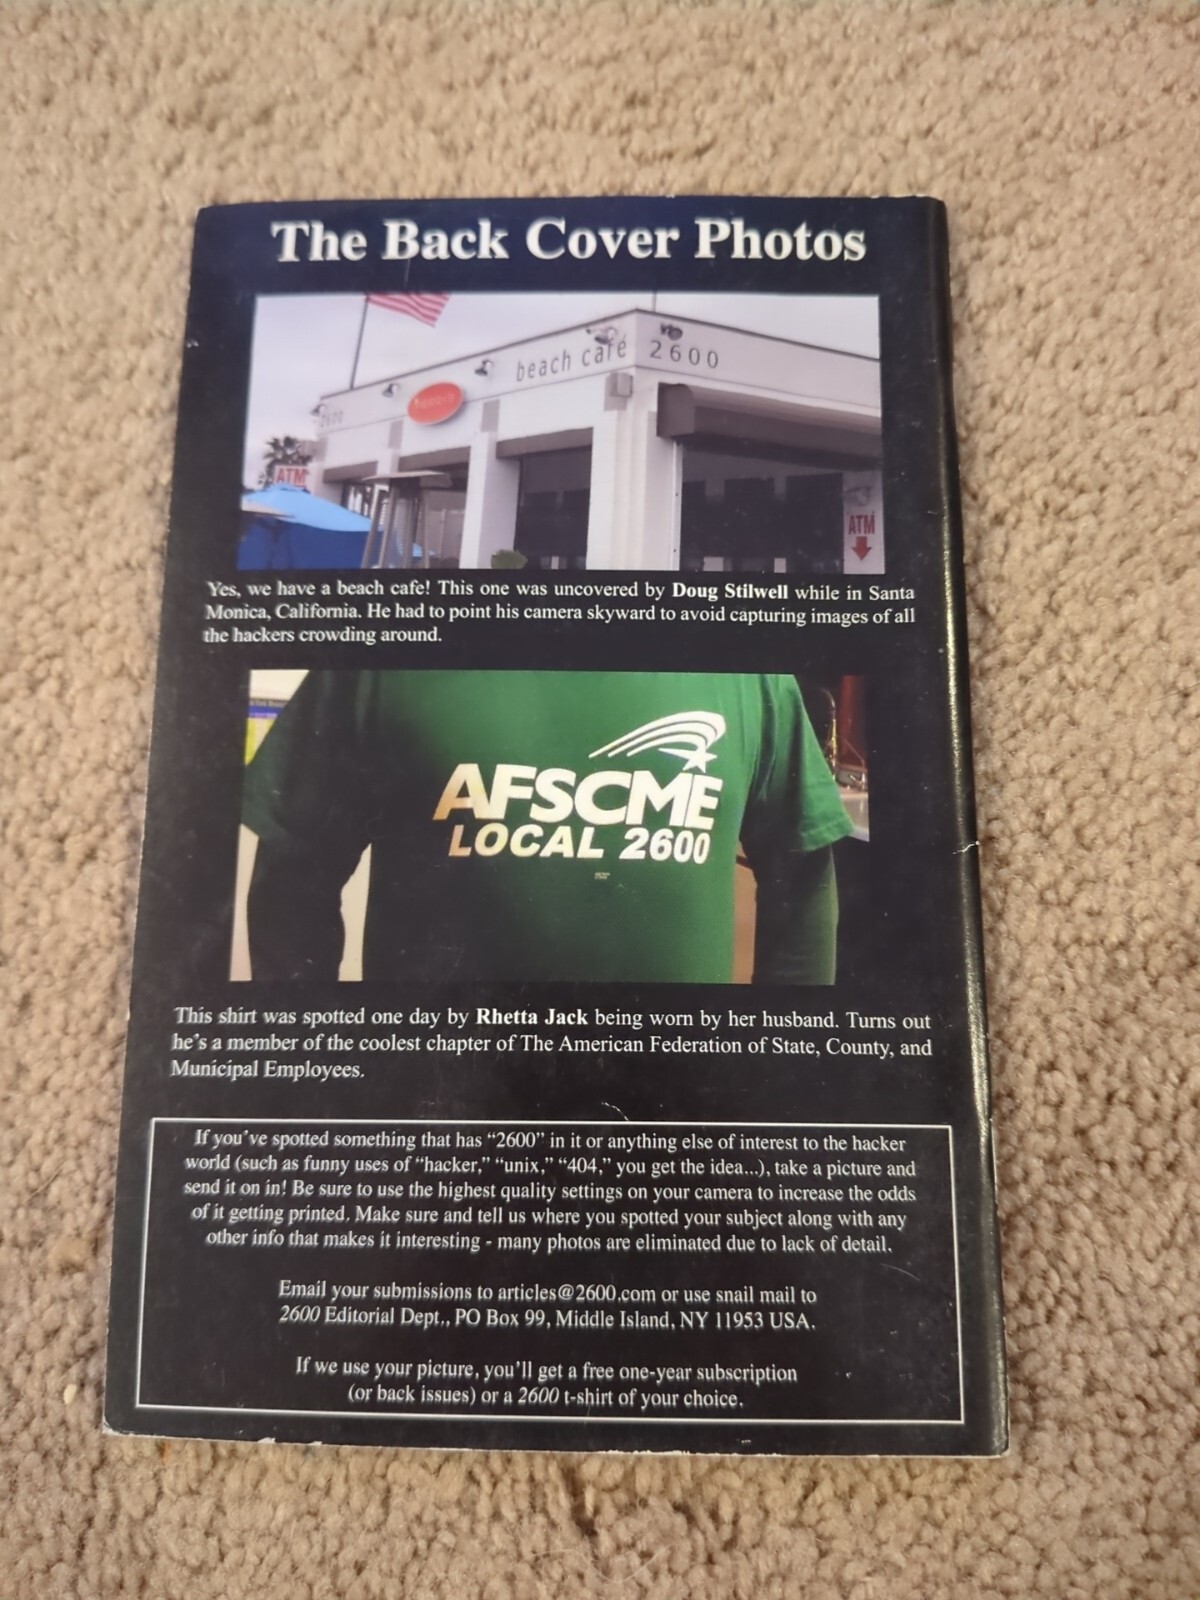 The Back Cover Photos
beach café 2600
2600
ATM
ATM
Yes, we have a beach cafe! This one was uncovered by Doug Stilwell while in Santa
Monica, California. He had to point his camera skyward to avoid capturing images of all
the hackers crowding around.
AFSCME
LOCAL 2600
This shirt was spotted one day by Rhetta Jack being worn by her husband. Turns out
he's a member of the coolest chapter of The American Federation of State, County, and
Municipal Employees.
If you've spotted something that has “2600” in it or anything else of interest to the hacker
world (such as funny uses of “hacker,” “unix,” “404,” you get the idea...), take a picture and
send it on in! Be sure to use the highest quality settings on your camera to increase the odds
of it getting printed. Make sure and tell us where you spotted your subject along with any
other info that makes it interesting - many photos are eliminated due to lack of detail.
Email your submissions to articles@2600.com or use snail mail to
2600 Editorial Dept., PO Box 99, Middle Island, NY 11953 USA.
If we use your picture, you'll get a free one-year subscription
(or back issues) or a 2600 t-shirt of your choice.